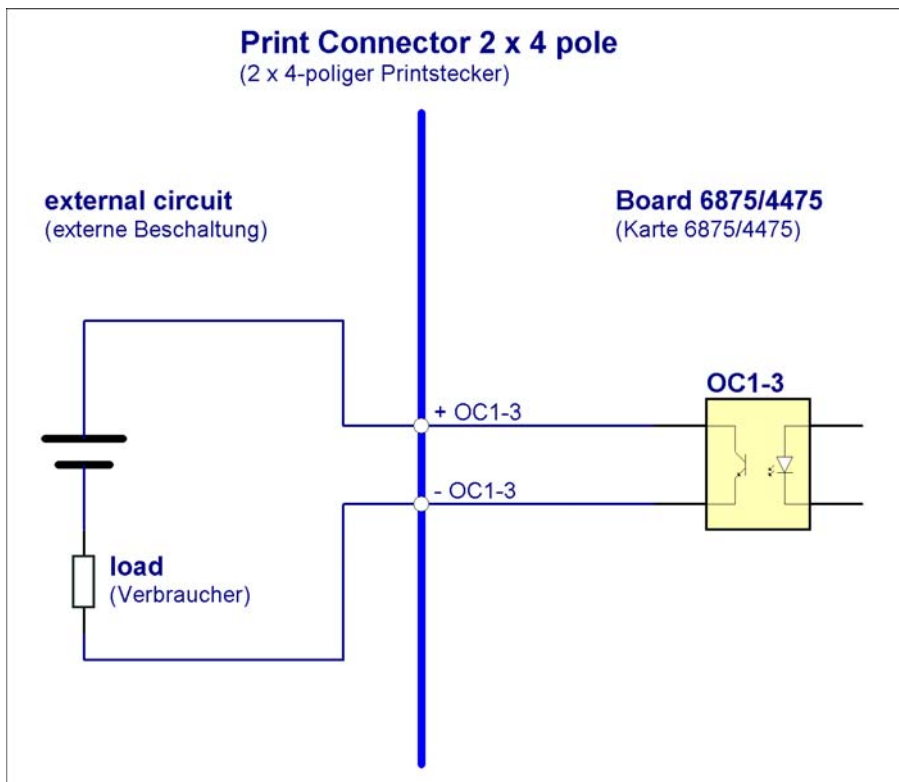 Print Connector 2 x 4 pole
(2 x 4-poliger Printstecker)
external circuit
(externe Beschaltung)
Board 6875/4475
(Karte 6875/4475)
OC1-3
+ OC1-3
- OC1-3
load
(Verbraucher)